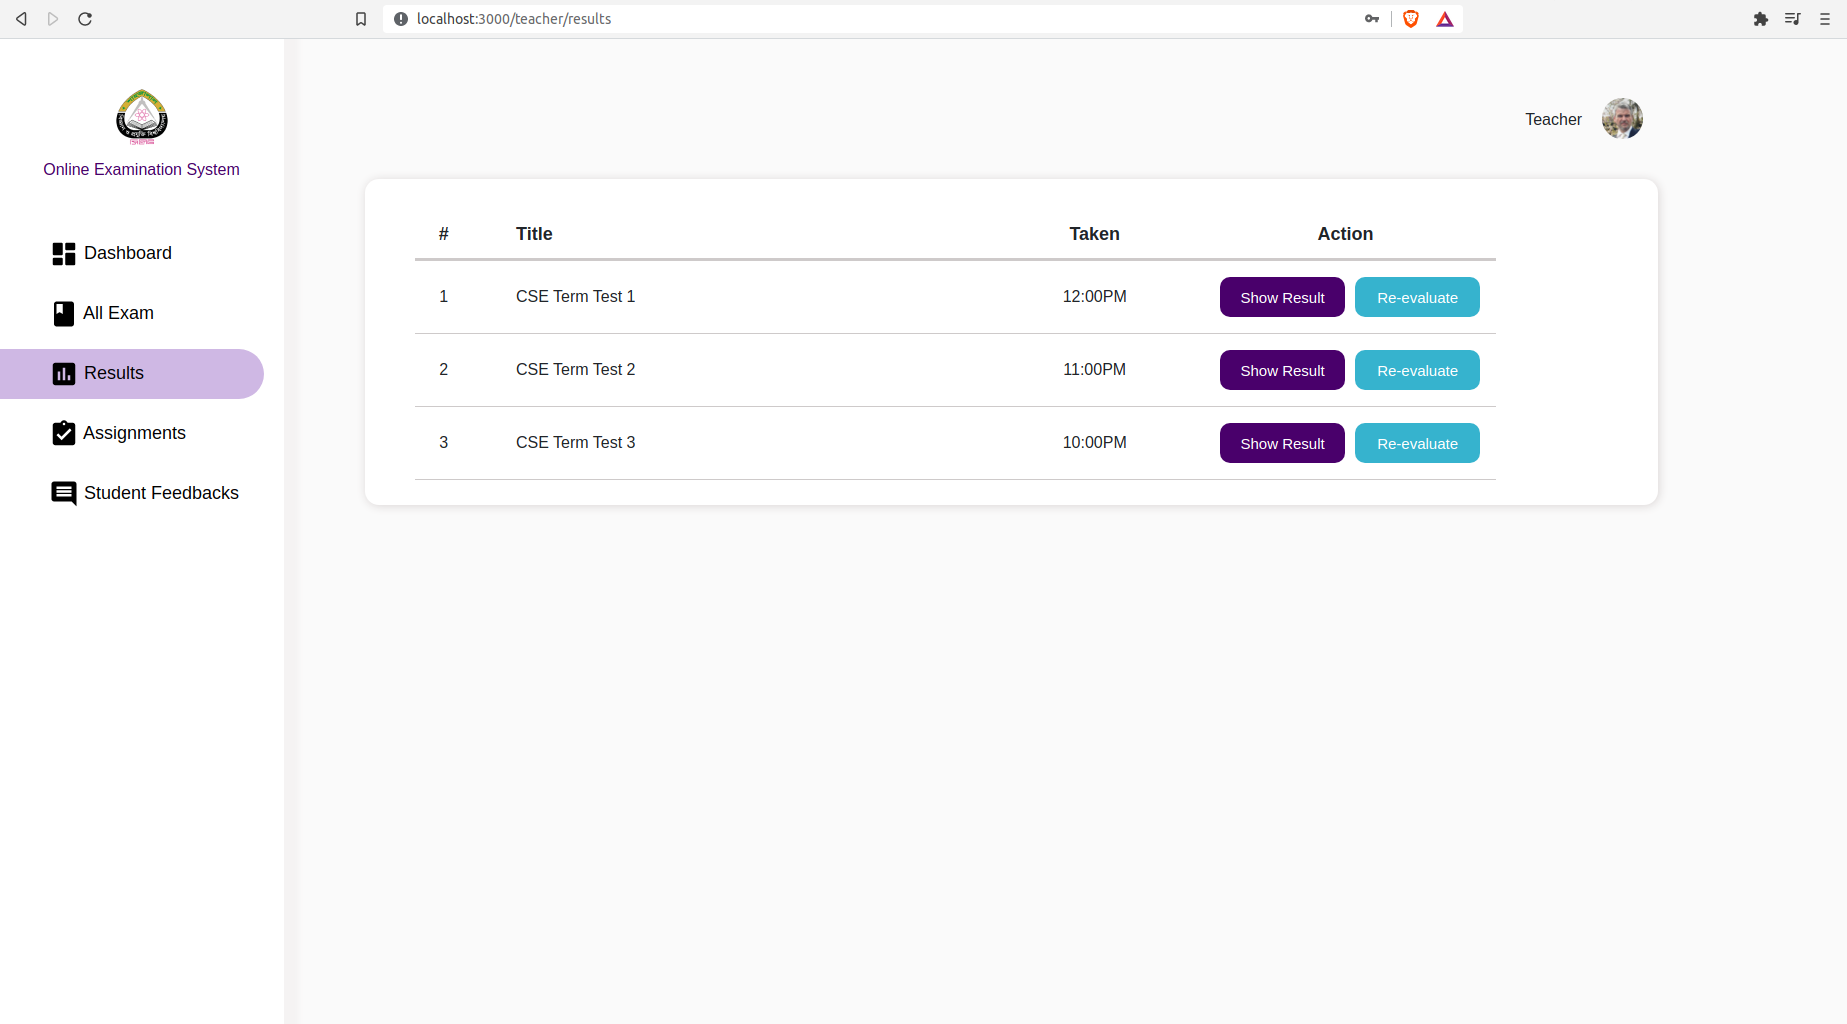 localhost:3000/teacher/results
Teacher
Online Examination System
Dashboard
All Exam
Results
Assignments
Student Feedbacks
# Title Taken Action
1 CSE Term Test 1 12:00PM Show Result Re-evaluate
2 CSE Term Test 2 11:00PM Show Result Re-evaluate
3 CSE Term Test 3 10:00PM Show Result Re-evaluate